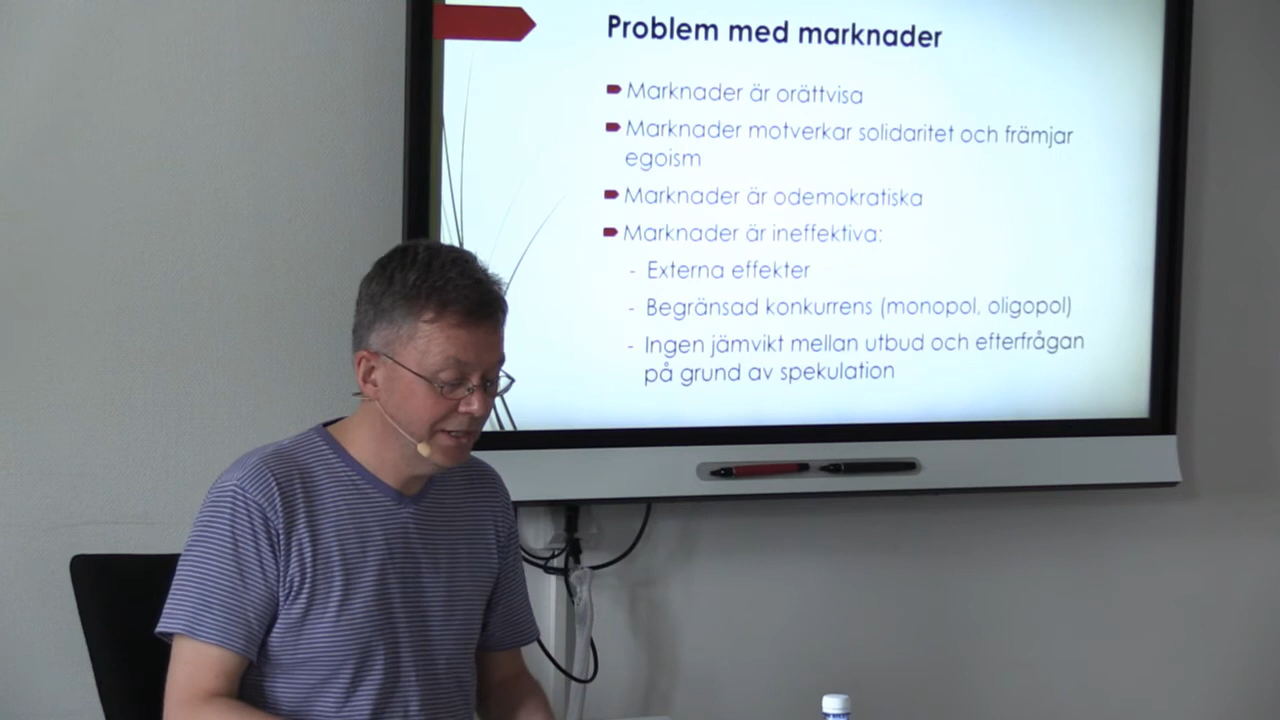 Problem med marknader
Marknader är orättvisa
Marknader motverkar solidaritet och främjar
egoism
Marknader är odemokratiska
Marknader är ineffektiva:
- Externa effekter
- Begränsad konkurrens (monopol, oligopol)
- Ingen jämvikt mellan utbud och efterfrågan
på grund av spekulation